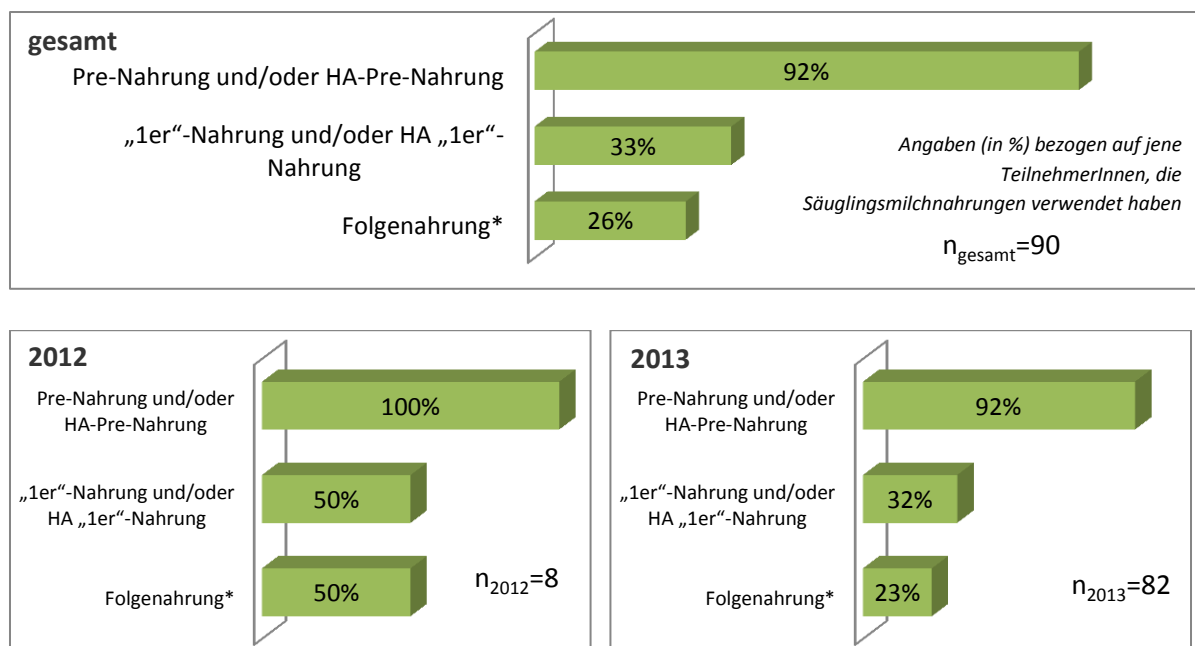 gesamt
Pre-Nahrung und/oder HA-Pre-Nahrung
92%
„1er“-Nahrung und/oder HA „1er“-
Nahrung
33%
Folgenahrung*
26%
Angaben (in %) bezogen auf jene
TeilnehmerInnen, die
Säuglingsmilchnahrungen verwendet haben
n gesamt=90
2012
Pre-Nahrung und/oder
HA-Pre-Nahrung
100%
„1er“-Nahrung und/oder
HA „1er“-Nahrung
50%
Folgenahrung*
50%
n2012=8
2013
Pre-Nahrung und/oder
HA-Pre-Nahrung
92%
„1er“-Nahrung und/oder
HA „1er“-Nahrung
32%
Folgenahrung*
23%
n2013=82